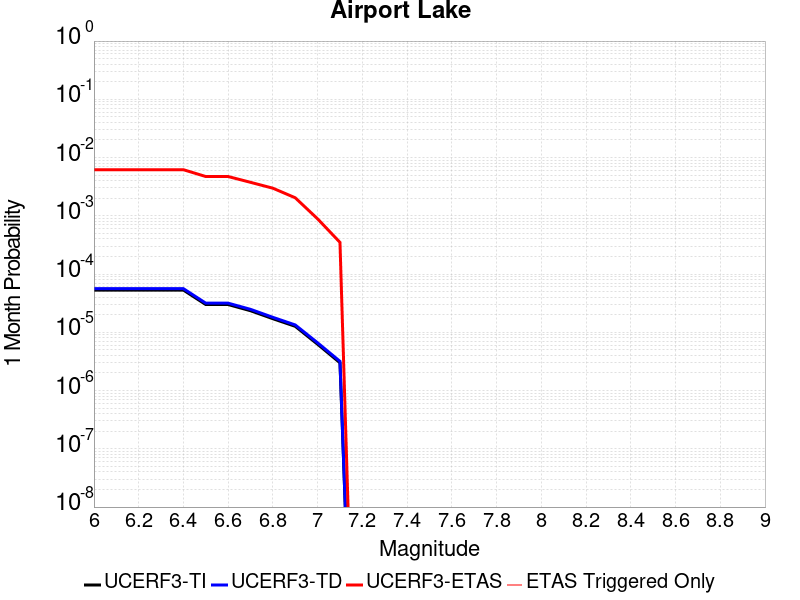 Airport Lake
10^0
10^-1
10^-2
10^-3
10^-4
10^-5
10^-6
10^-7
10^-8
1 Month Probability
6 6.2 6.4 6.6 6.8 7 7.2 7.4 7.6 7.8 8 8.2 8.4 8.6 8.8 9
Magnitude
UCERF3-TI UCERF3-TD UCERF3-ETAS ETAS Triggered Only